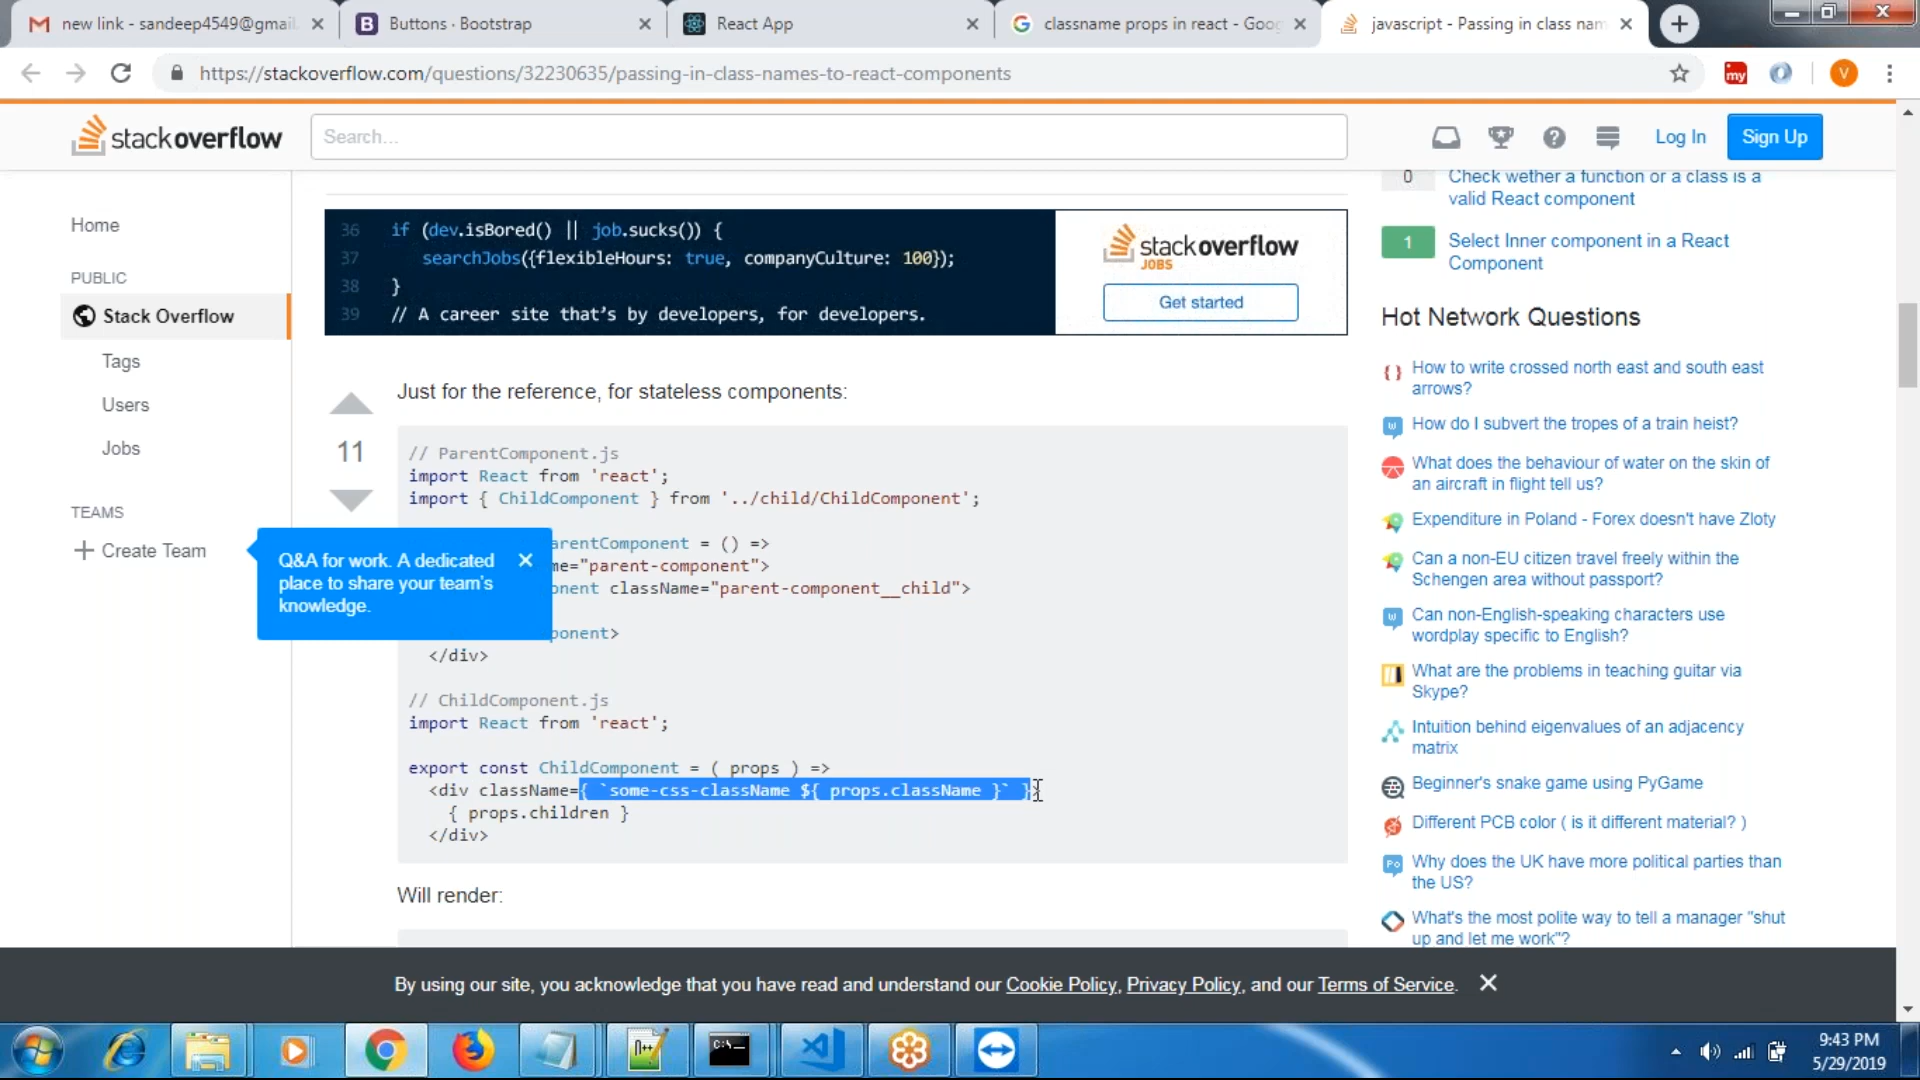 new link - sandeep4549@gmail.
Buttons · Bootstrap
React App
classname props in react - Goog
javascript - Passing in class nam
https://stackoverflow.com/questions/32230635/passing-in-class-names-to-react-components
my
V
stackoverflow
Search...
Log In
Sign Up
Home
PUBLIC
Stack Overflow
Tags
Users
Jobs
TEAMS
Create Team
Q&A for work. A dedicated
place to share your team's
knowledge.
36 if (dev.isBored() || job.sucks()) {
37 searchJobs({flexibleHours: true, companyCulture: 100});
38 }
39 // A career site that's by developers, for developers.
stackoverflow
JOBS
Get started
11
Just for the reference, for stateless components:
// ParentComponent.js
import React from 'react';
import { ChildComponent } from '../child/ChildComponent';
arentComponent = () =>
me="parent-component">
onent className="parent-component__child">
onent>
</div>
// ChildComponent.js
import React from 'react';
export const ChildComponent = ( props ) =>
<div className={ `some-css-className ${ props.className }` }>
{ props.children }
</div>
Will render:
0 Check wether a function or a class is a
valid React component
1 Select Inner component in a React
Component
Hot Network Questions
How to write crossed north east and south east
arrows?
How do I subvert the tropes of a train heist?
What does the behaviour of water on the skin of
an aircraft in flight tell us?
Expenditure in Poland - Forex doesn't have Zloty
Can a non-EU citizen travel freely within the
Schengen area without passport?
Can non-English-speaking characters use
wordplay specific to English?
What are the problems in teaching guitar via
Skype?
Intuition behind eigenvalues of an adjacency
matrix
Beginner's snake game using PyGame
Different PCB color ( is it different material? )
Why does the UK have more political parties than
the US?
What's the most polite way to tell a manager "shut
up and let me work"?
By using our site, you acknowledge that you have read and understand our Cookie Policy, Privacy Policy, and our Terms of Service.
9:43 PM
5/29/2019